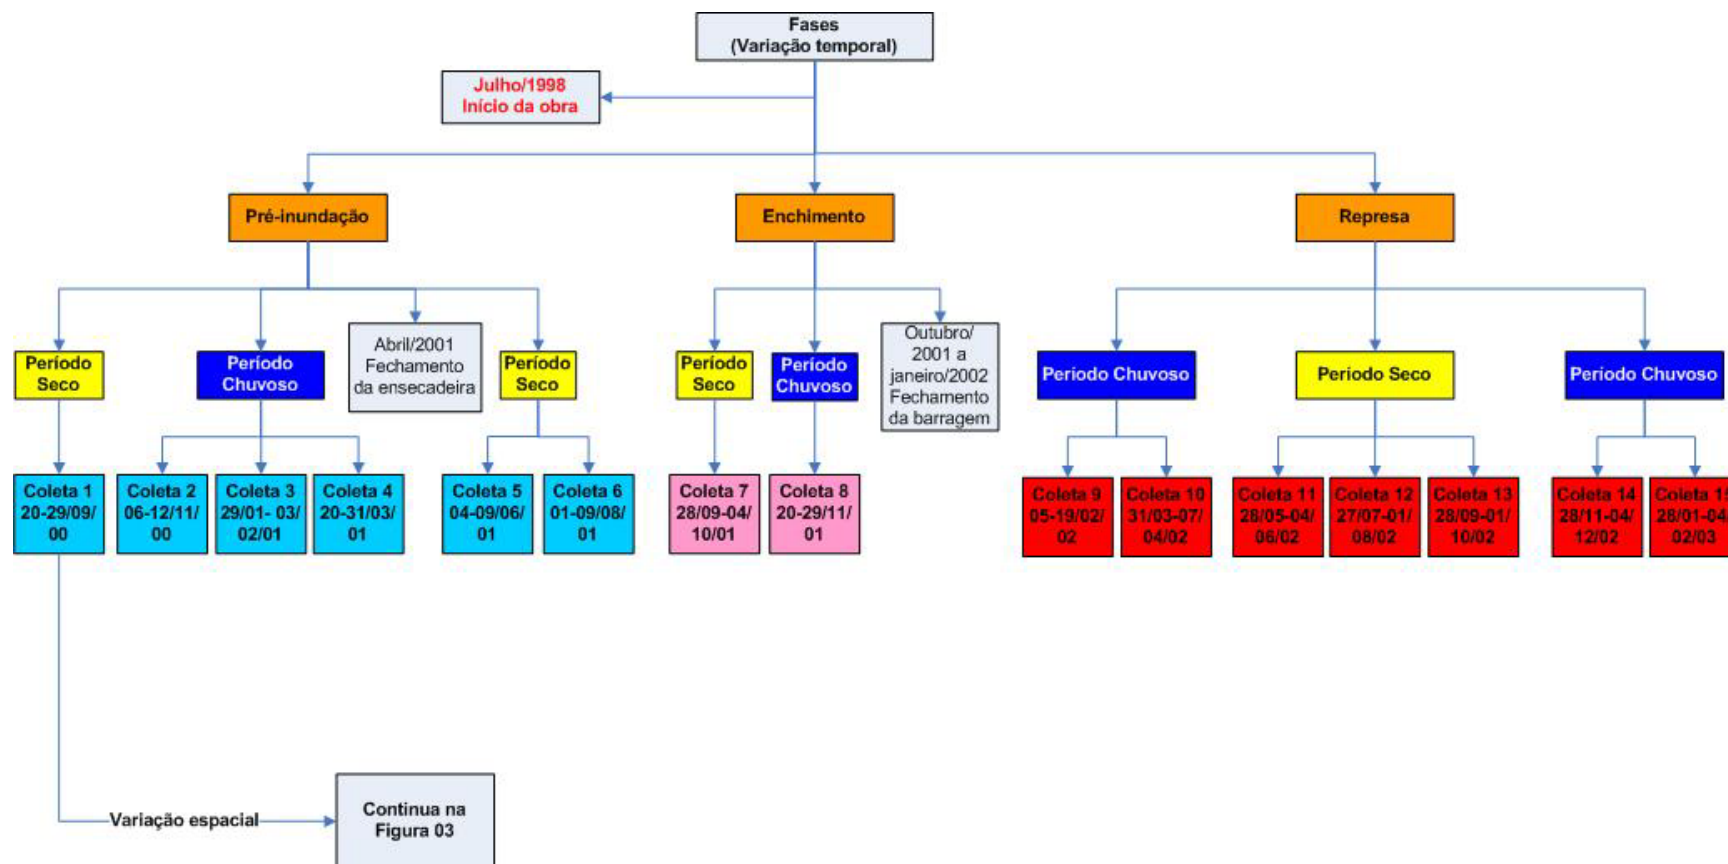 Fases
(Variação temporal)
Julho/1998
Início da obra
Pré-inundação
Enchimento
Represa
Período
Seco
Período
Chuvoso
Abril/2001
Fechamento
da ensecadeira
Período
Seco
Período
Seco
Período
Chuvoso
Outubro/
2001 a
janeiro/2002
Fechamento
da barragem
Período Chuvoso
Período Seco
Período Chuvoso
Coleta 1
20-29/09/
00
Coleta 2
06-12/11/
00
Coleta 3
29/01- 03/
02/01
Coleta 4
20-31/03/
01
Coleta 5
04-09/06/
01
Coleta 6
01-09/08/
01
Coleta 7
28/09-04/
10/01
Coleta 8
20-29/11/
01
Coleta 9
05-19/02/
02
Coleta 10
31/03-07/
04/02
Coleta 11
28/05-04/
06/02
Coleta 12
27/07-01/
08/02
Coleta 13
28/09-01/
10/02
Coleta 14
28/11-04/
12/02
Coleta 15
28/01-04/
02/03
Variação espacial
Continua na
Figura 03